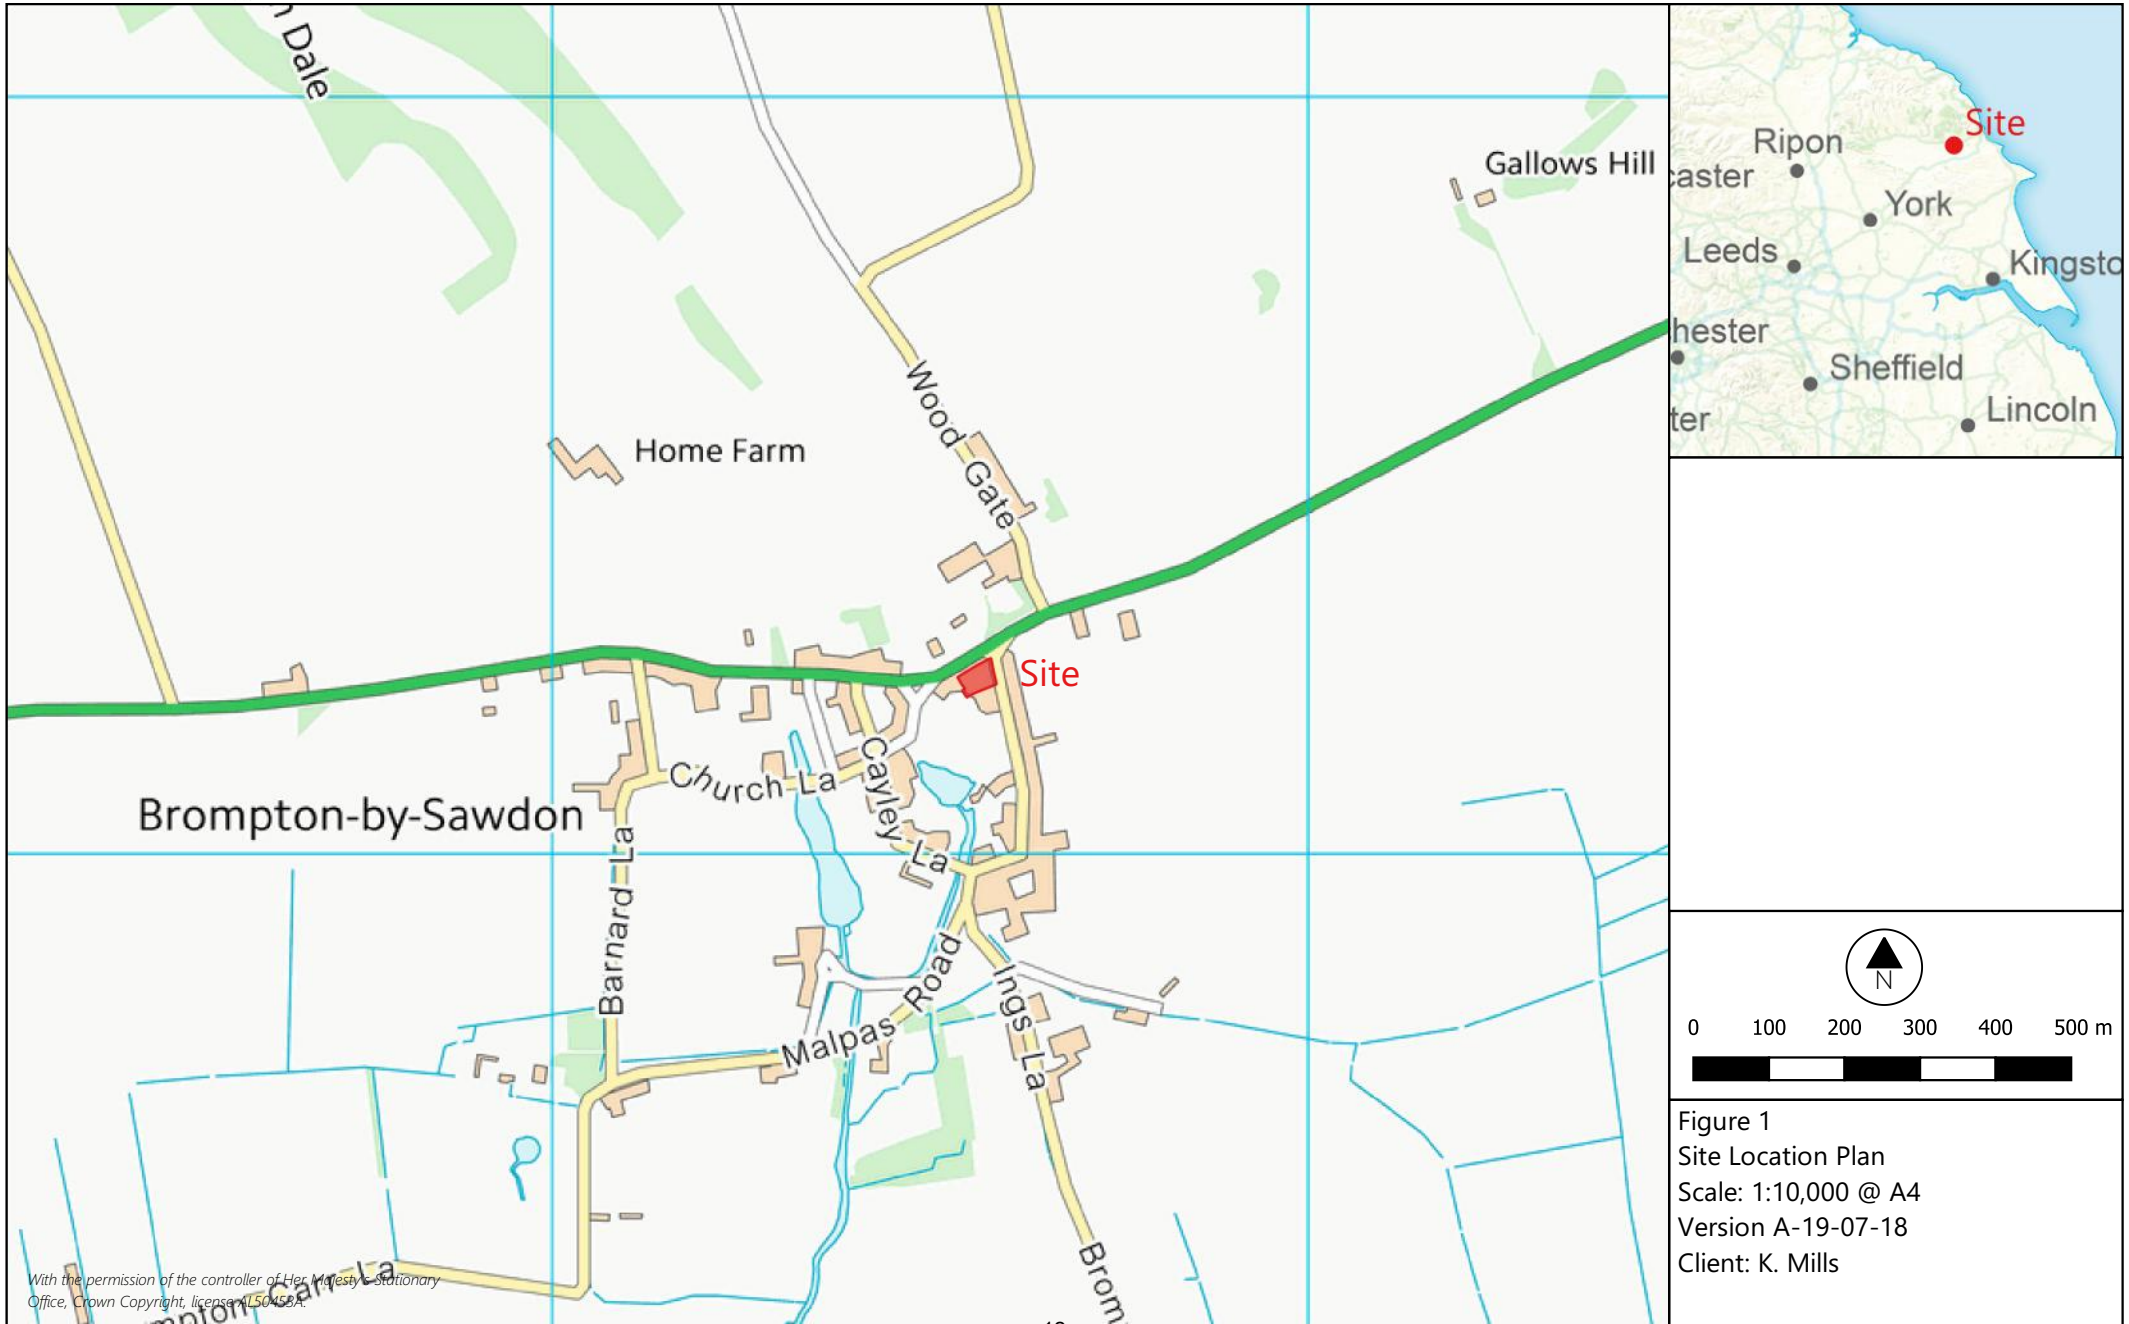 Dale
Gallows Hill
Wood Gate
Home Farm
Site
Church La
Cayley La
Brompton-by-Sawdon
Barnard La
Malpas Road
Ings La
Carr La
With the permission of the controller of Her Majesty's Stationary
Office, Crown Copyright, license AL50453A.
Site
Ripon
caster
York
Leeds
Kingsto
hester
Sheffield
ter
Lincoln
N
0 100 200 300 400 500 m
Figure 1
Site Location Plan
Scale: 1:10,000 @ A4
Version A-19-07-18
Client: K. Mills